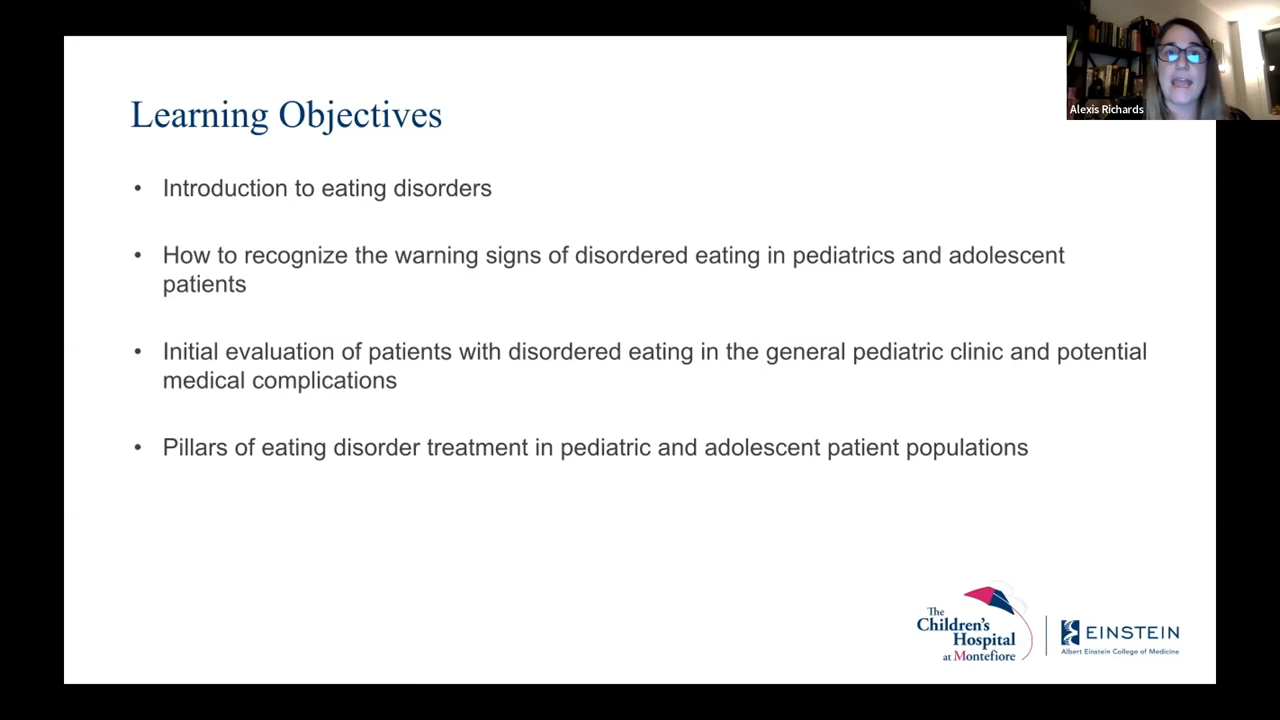 Learning Objectives
• Introduction to eating disorders
• How to recognize the warning signs of disordered eating in pediatrics and adolescent
patients
• Initial evaluation of patients with disordered eating in the general pediatric clinic and potential
medical complications
• Pillars of eating disorder treatment in pediatric and adolescent patient populations
Alexis Richards
The
Children's
Hospital
at Montefiore
EINSTEIN
Albert Einstein College of Medicine